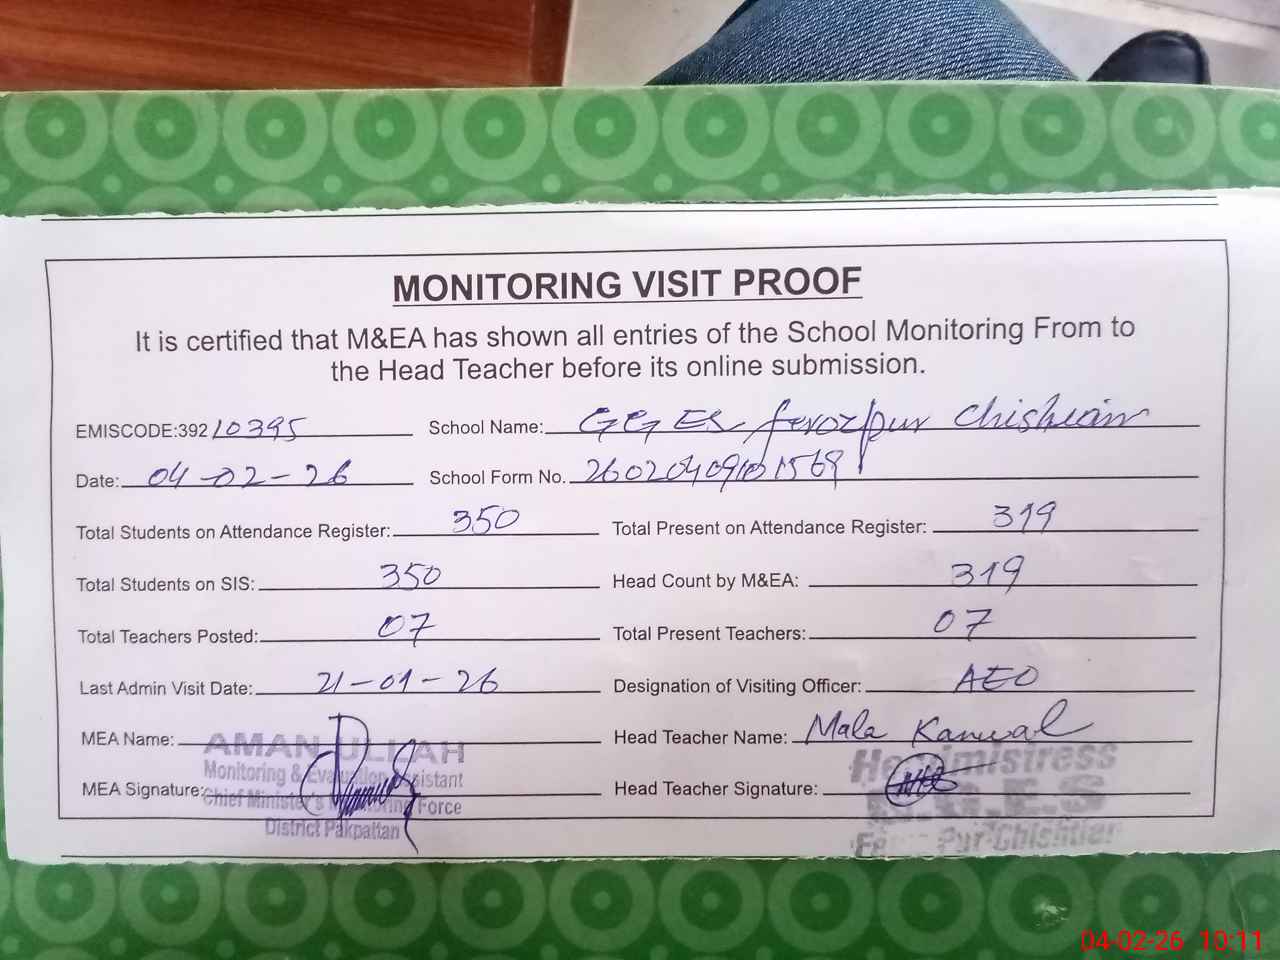 MONITORING VISIT PROOF
It is certified that M&EA has shown all entries of the School Monitoring From to
the Head Teacher before its online submission.
EMISCODE:39210395 School Name: GGES ferozpur Chishtian
Date: 04-02-26 School Form No. 26020409101569
Total Students on Attendance Register: 350 Total Present on Attendance Register: 319
Total Students on SIS: 350 Head Count by M&EA: 319
Total Teachers Posted: 07 Total Present Teachers: 07
Last Admin Visit Date: 21-01-26 Designation of Visiting Officer: AEO
MEA Name: AMAN ULLAH Head Teacher Name: Mala Kanwal
Monitoring & Evaluation Assistant Headmistress
MEA Signature: Chief Minister's Monitoring Force Head Teacher Signature: G.G.E.S
District Pakpattan Pur Chishtian
04-02-26 10:11